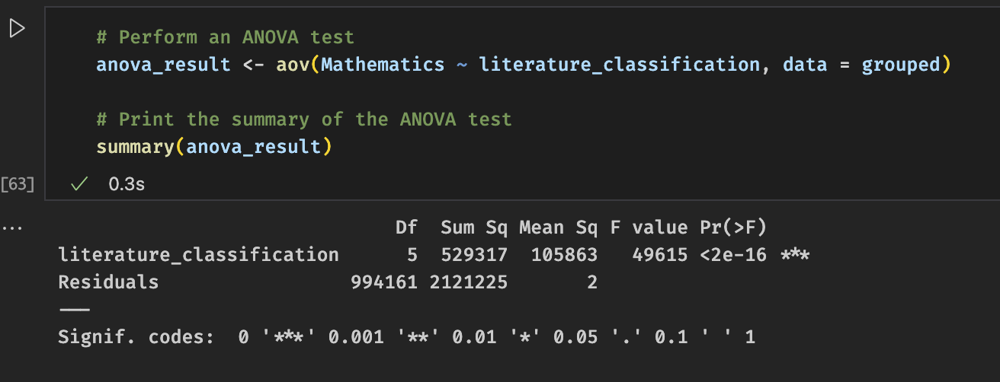 # Perform an ANOVA test
anova_result <- aov(Mathematics ~ literature_classification, data = grouped)
# Print the summary of the ANOVA test
summary(anova_result)
[63] ✓ 0.3s
... Df Sum Sq Mean Sq F value Pr(>F)
literature_classification 5 529317 105863 49615 <2e-16 ***
Residuals 994161 2121225 2
---
Signif. codes: 0 '***' 0.001 '**' 0.01 '*' 0.05 '.' 0.1 ' ' 1